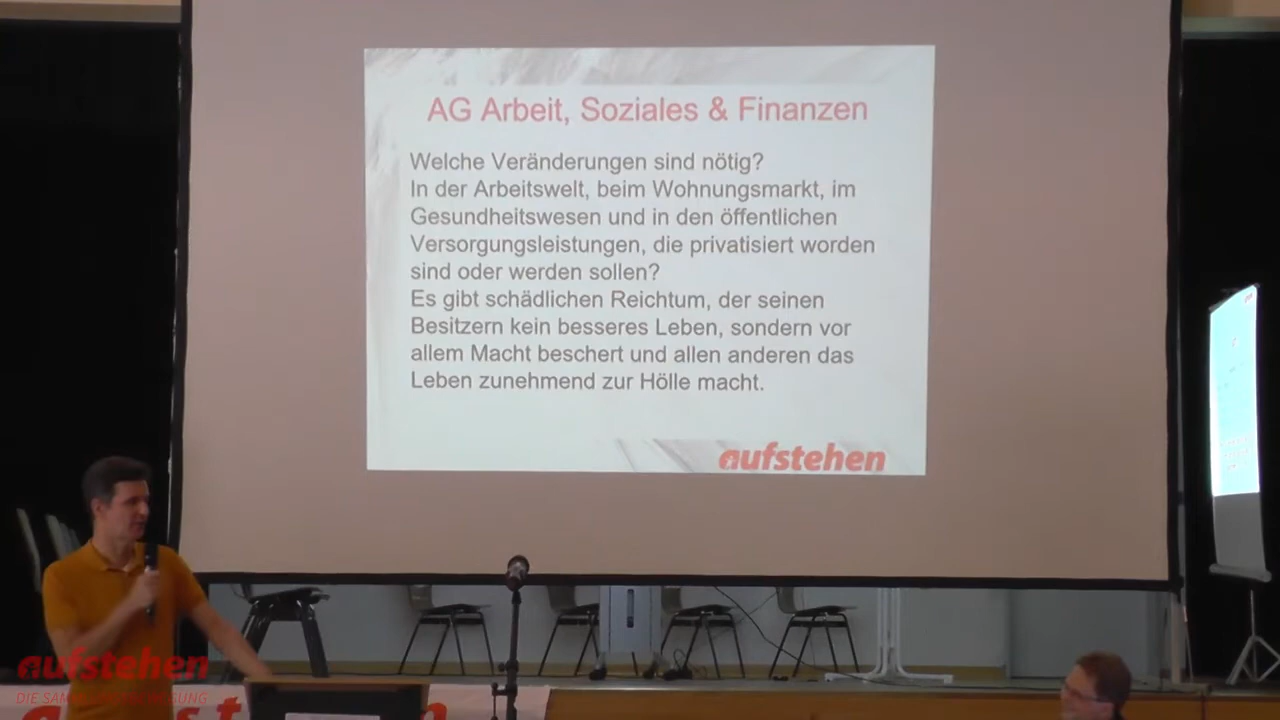 AG Arbeit, Soziales & Finanzen
Welche Veränderungen sind nötig?
In der Arbeitswelt, beim Wohnungsmarkt, im
Gesundheitswesen und in den öffentlichen
Versorgungsleistungen, die privatisiert worden
sind oder werden sollen?
Es gibt schädlichen Reichtum, der seinen
Besitzern kein besseres Leben, sondern vor
allem Macht beschert und allen anderen das
Leben zunehmend zur Hölle macht.
aufstehen
aufstehen